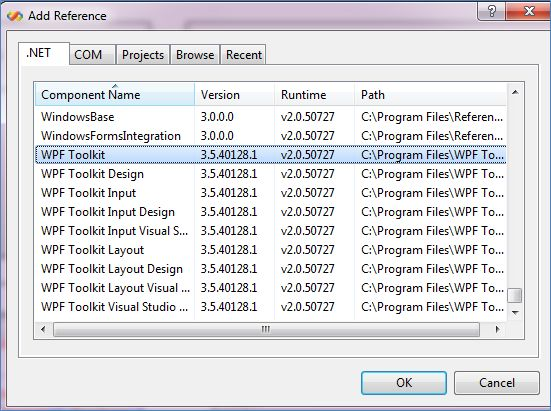 Add Reference
.NET COM Projects Browse Recent
Component Name Version Runtime Path
WindowsBase 3.0.0.0 v2.0.50727 C:\Program Files\Referen...
WindowsFormsIntegration 3.0.0.0 v2.0.50727 C:\Program Files\Referen...
WPF Toolkit 3.5.40128.1 v2.0.50727 C:\Program Files\WPF To...
WPF Toolkit Design 3.5.40128.1 v2.0.50727 C:\Program Files\WPF To...
WPF Toolkit Input 3.5.40128.1 v2.0.50727 C:\Program Files\WPF To...
WPF Toolkit Input Design 3.5.40128.1 v2.0.50727 C:\Program Files\WPF To...
WPF Toolkit Input Visual S... 3.5.40128.1 v2.0.50727 C:\Program Files\WPF To...
WPF Toolkit Layout 3.5.40128.1 v2.0.50727 C:\Program Files\WPF To...
WPF Toolkit Layout Design 3.5.40128.1 v2.0.50727 C:\Program Files\WPF To...
WPF Toolkit Layout Visual ... 3.5.40128.1 v2.0.50727 C:\Program Files\WPF To...
WPF Toolkit Visual Studio ... 3.5.40128.1 v2.0.50727 C:\Program Files\WPF To...
OK Cancel